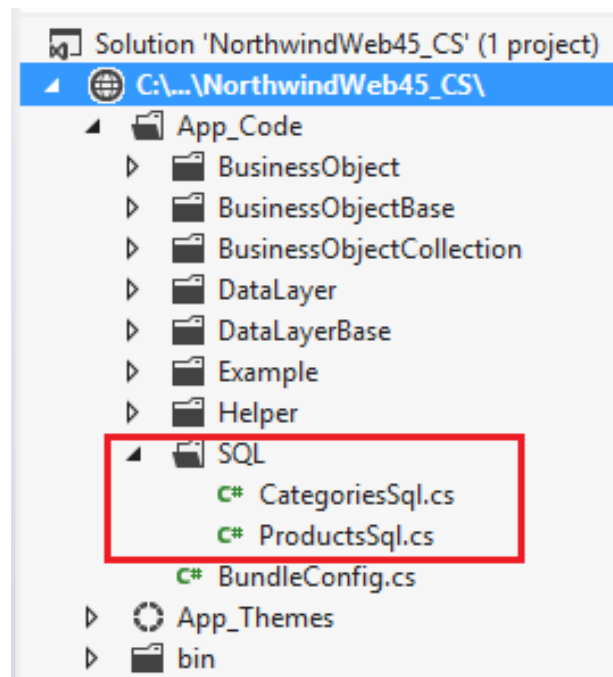 Solution 'NorthwindWeb45_CS' (1 project)
C:\...\NorthwindWeb45_CS\
App_Code
BusinessObject
BusinessObjectBase
BusinessObjectCollection
DataLayer
DataLayerBase
Example
Helper
SQL
C# CategoriesSql.cs
C# ProductsSql.cs
C# BundleConfig.cs
App_Themes
bin